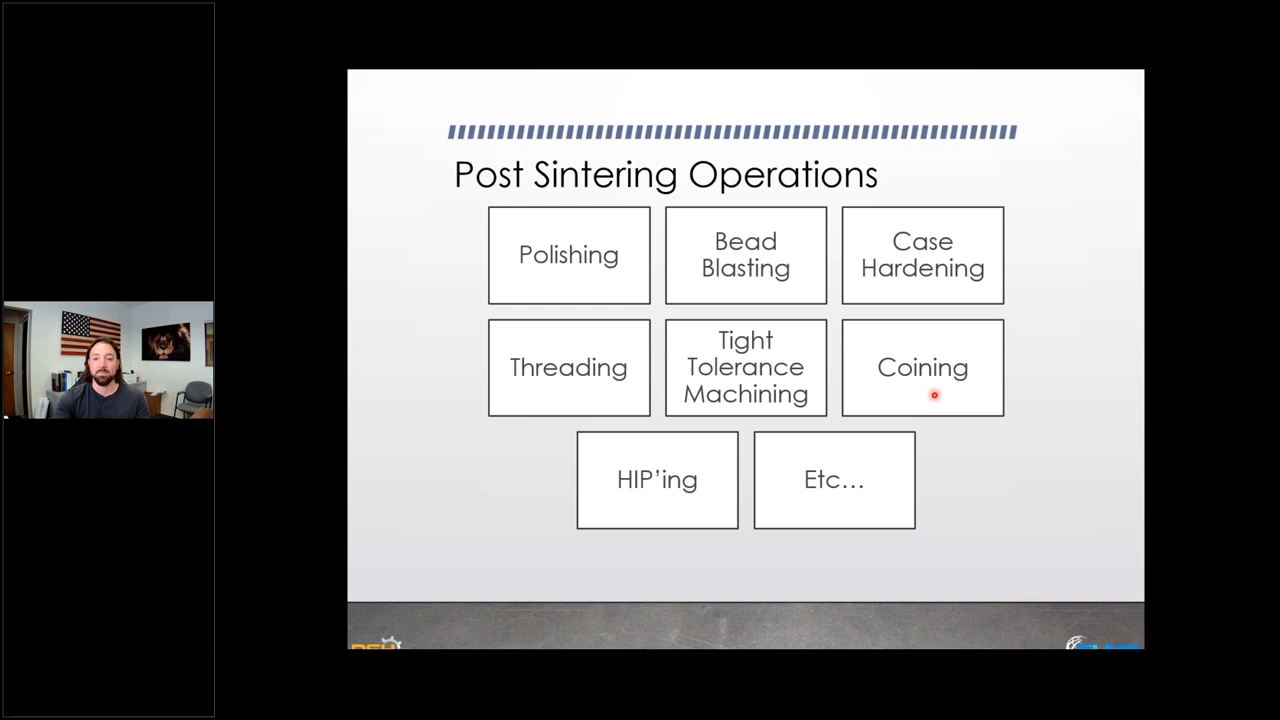 Post Sintering Operations
Polishing
Bead
Blasting
Case
Hardening
Threading
Tight
Tolerance
Machining
Coining
HIP’ing
Etc…